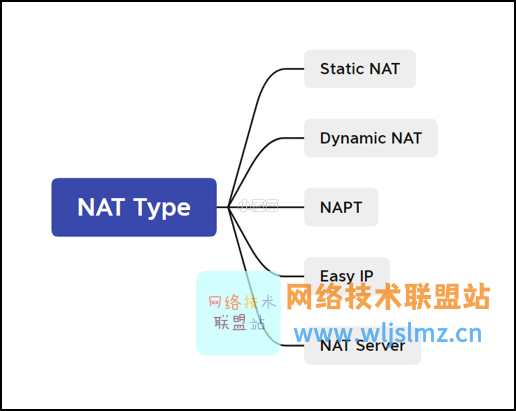 Static NAT
Dynamic NAT
NAT Type
NAPT
Easy IP
网络技术联盟站
网络技术
联盟站
www.wljslmz.cn
NAT Server